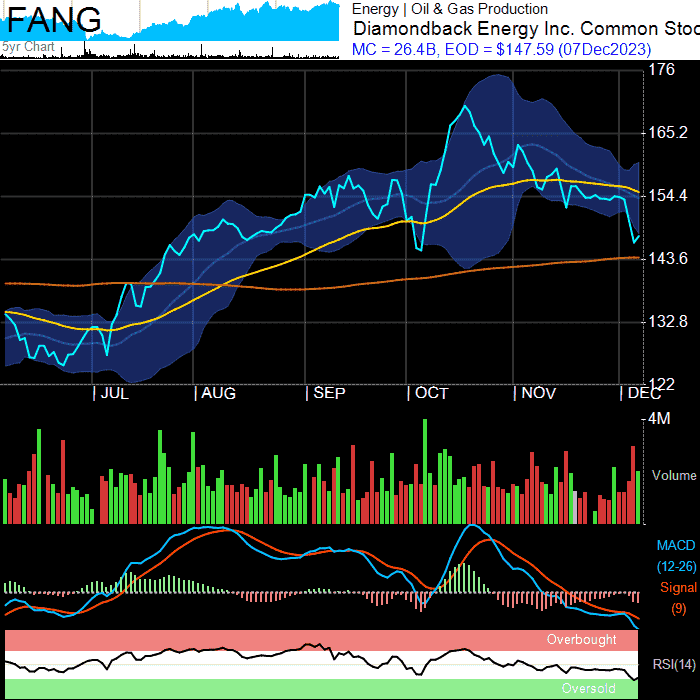 FANG
5yr Chart
Energy | Oil & Gas Production
Diamondback Energy Inc. Common Stoc
MC = 26.4B, EOD = $147.59 (07Dec2023)
176
165.2
154.4
143.6
132.8
122
JUL AUG SEP OCT NOV DEC
4M
Volume
MACD
(12-26)
Signal
(9)
Overbought
RSI(14)
Oversold